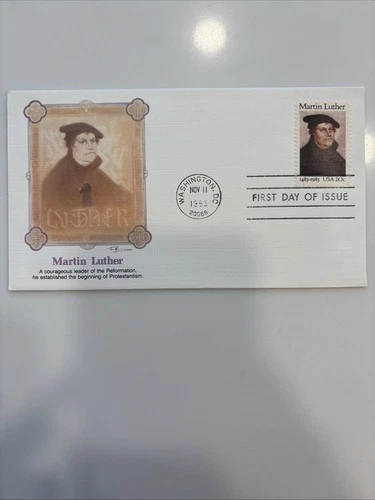 Martin Luther
1483-1983 USA 20c
WASHINGTON, DC
NOV 11
1983
20066
FIRST DAY OF ISSUE
LVTHER
Martin Luther
A courageous leader of the Reformation,
he established the beginning of Protestantism.